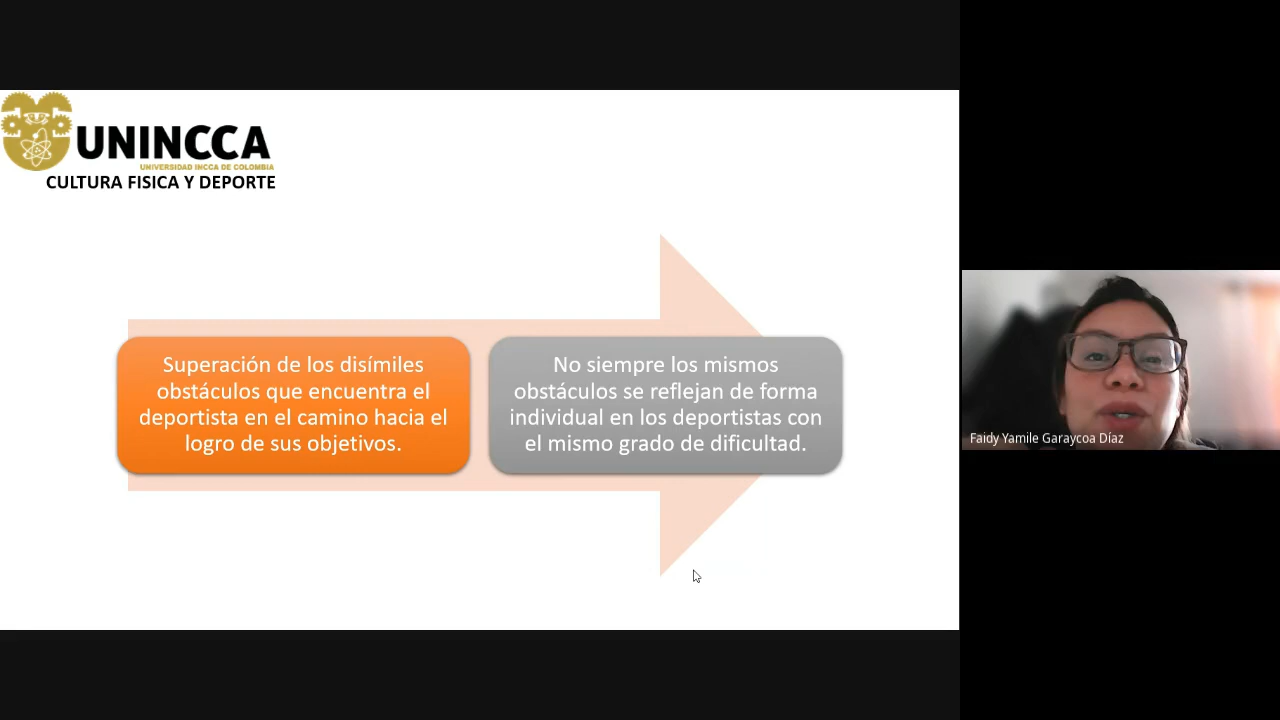 UNINCCA
UNIVERSIDAD INCCA DE COLOMBIA
CULTURA FISICA Y DEPORTE
Superación de los disímiles
obstáculos que encuentra el
deportista en el camino hacia el
logro de sus objetivos.
No siempre los mismos
obstáculos se reflejan de forma
individual en los deportistas con
el mismo grado de dificultad.
Faidy Yamile Garaycoa Díaz